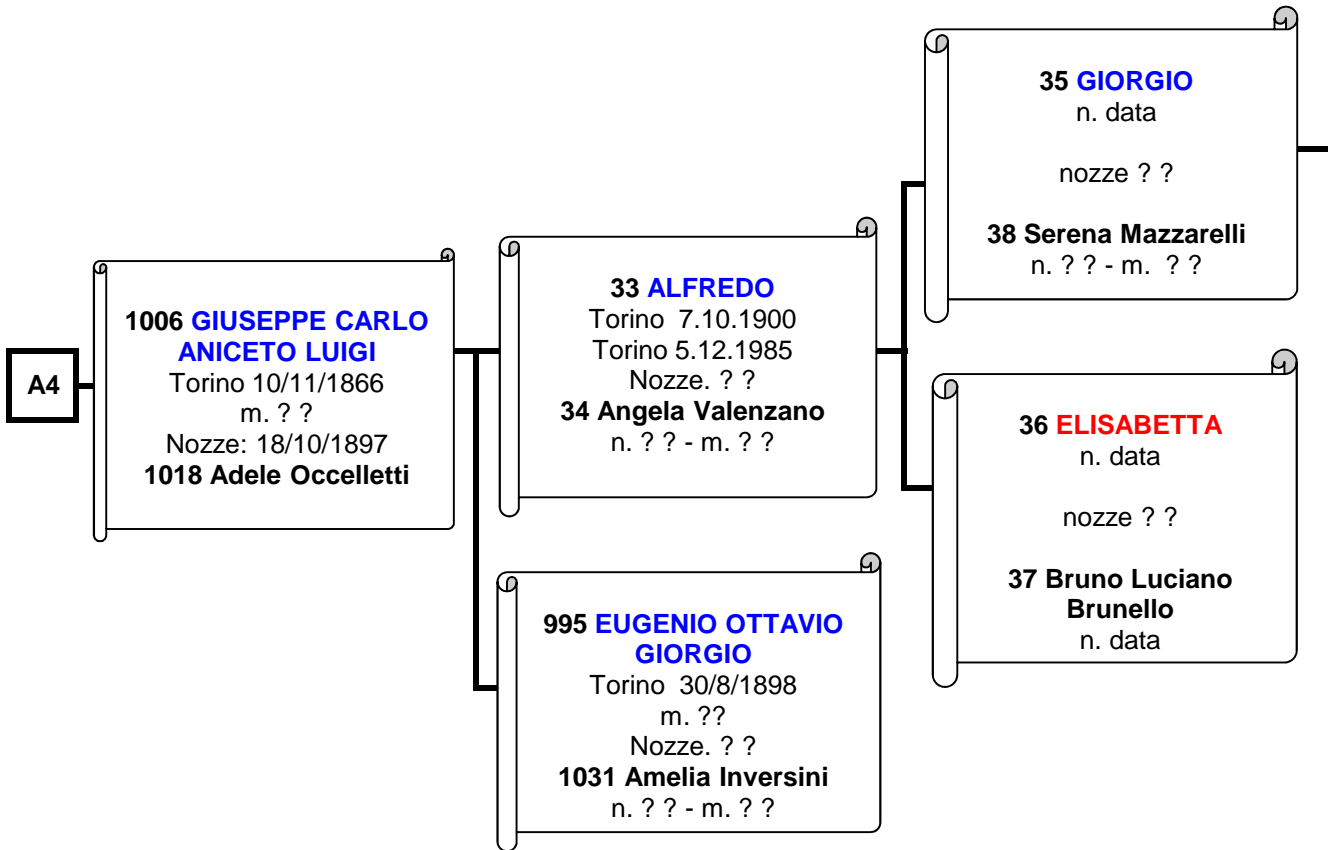 A4
1006 GIUSEPPE CARLO
ANICETO LUIGI
Torino 10/11/1866
m. ? ?
Nozze: 18/10/1897
1018 Adele Occelletti
33 ALFREDO
Torino 7.10.1900
Torino 5.12.1985
Nozze. ? ?
34 Angela Valenzano
n. ? ? - m. ? ?
995 EUGENIO OTTAVIO
GIORGIO
Torino 30/8/1898
m. ??
Nozze. ? ?
1031 Amelia Inversini
n. ? ? - m. ? ?
35 GIORGIO
n. data
nozze ? ?
38 Serena Mazzarelli
n. ? ? - m. ? ?
36 ELISABETTA
n. data
nozze ? ?
37 Bruno Luciano
Brunello
n. data